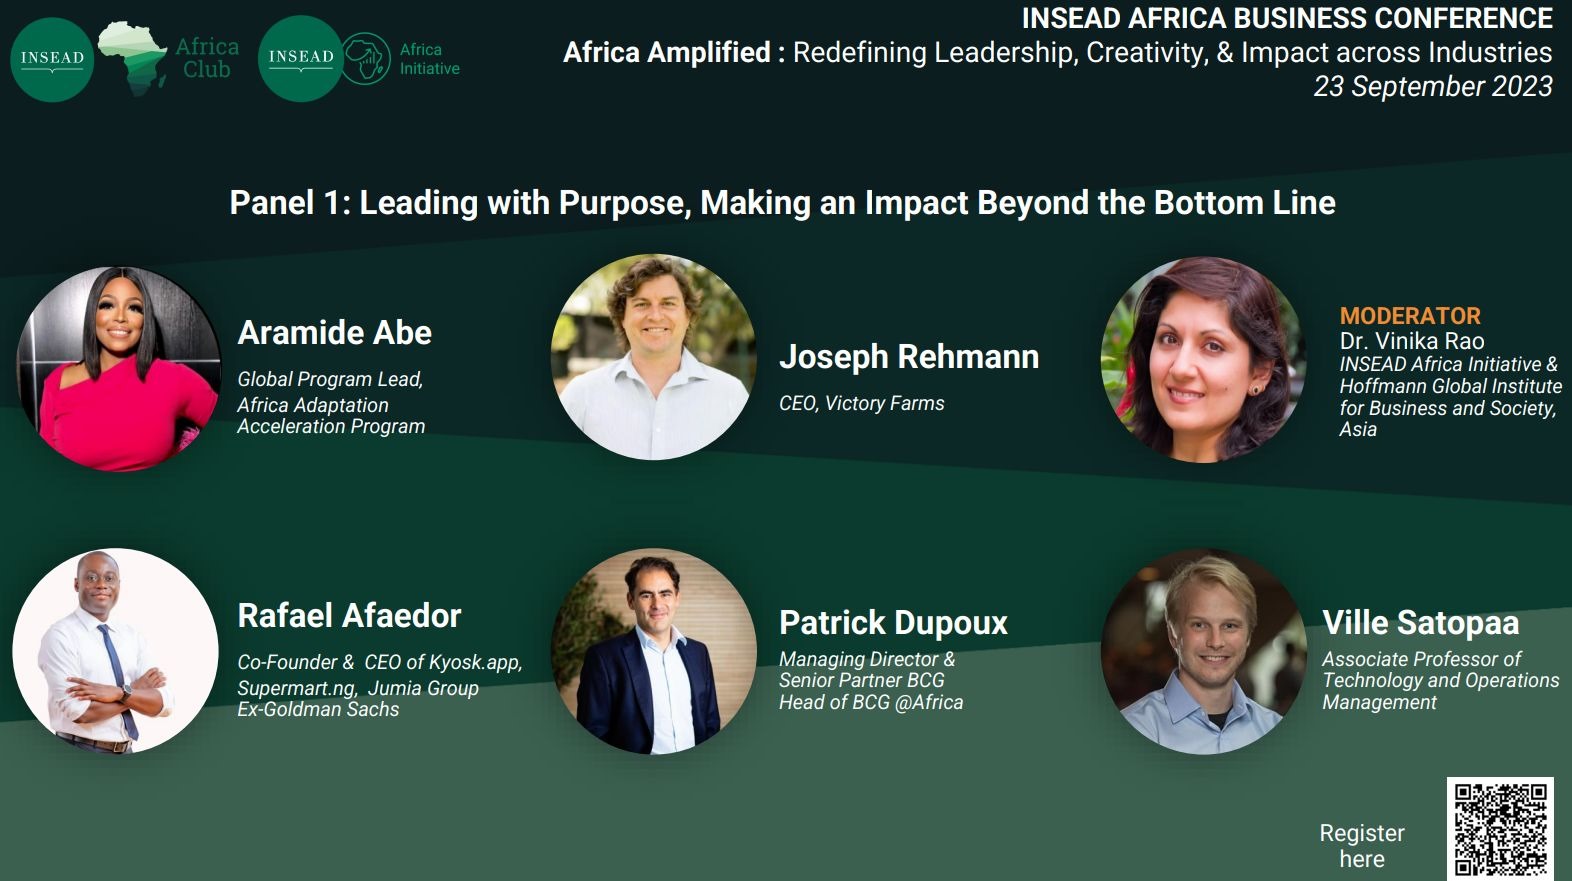 INSEAD
Africa
Club
INSEAD
Africa
Initiative
INSEAD AFRICA BUSINESS CONFERENCE
Africa Amplified : Redefining Leadership, Creativity, & Impact across Industries
23 September 2023
Panel 1: Leading with Purpose, Making an Impact Beyond the Bottom Line
Aramide Abe
Global Program Lead,
Africa Adaptation
Acceleration Program
Joseph Rehmann
CEO, Victory Farms
MODERATOR
Dr. Vinika Rao
INSEAD Africa Initiative &
Hoffmann Global Institute
for Business and Society,
Asia
Rafael Afaedor
Co-Founder & CEO of Kyosk.app,
Supermart.ng, Jumia Group
Ex-Goldman Sachs
Patrick Dupoux
Managing Director &
Senior Partner BCG
Head of BCG @Africa
Ville Satopaa
Associate Professor of
Technology and Operations
Management
Register
here